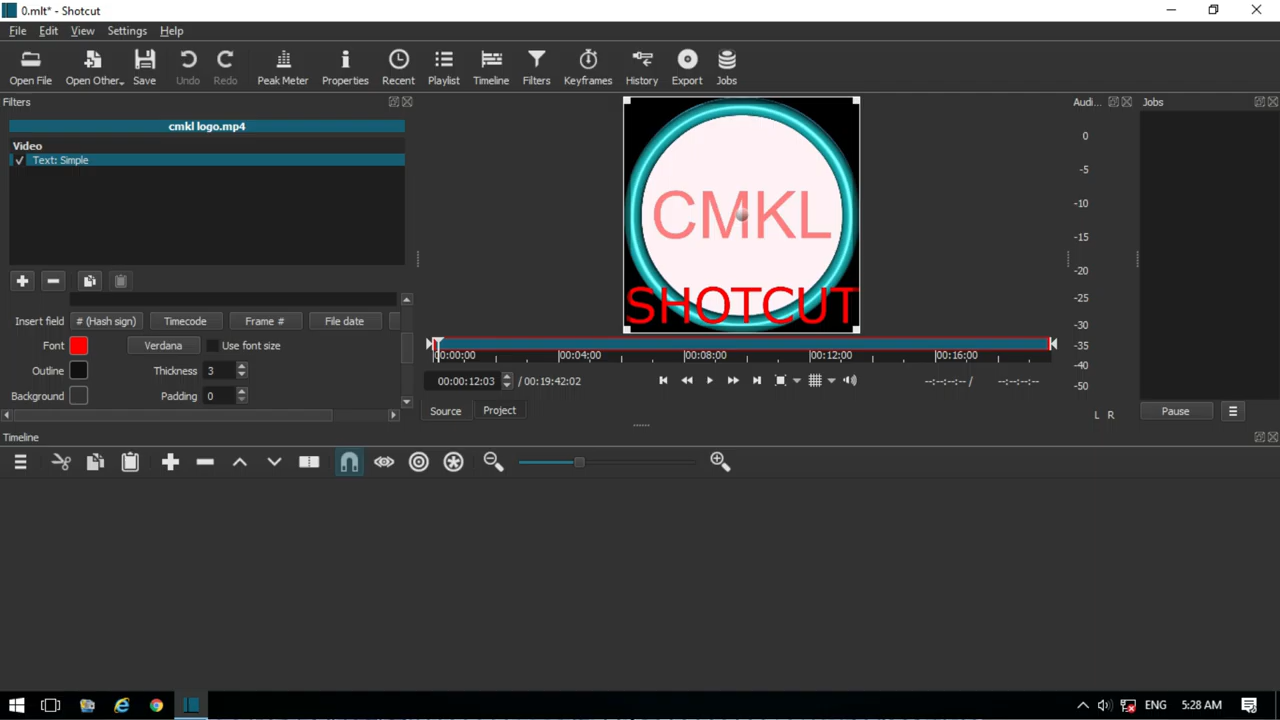 0.mlt* - Shotcut
File Edit View Settings Help
Open File Open Other... Save Undo Redo Peak Meter Properties Recent Playlist Timeline Filters Keyframes History Export Jobs
Filters
Audi...
Jobs
cmkl logo.mp4
Video
Text: Simple
CMKL
SHOTCUT
0
-5
-10
-15
-20
-25
-30
-35
-40
-50
L R
Insert field # (Hash sign) Timecode Frame # File date
Font Verdana Use font size
Outline Thickness 3
Background Padding 0
00:00:00 00:04:00 00:08:00 00:12:00 00:16:00
00:00:12:03 / 00:19:42:02 --:--:--:-- / --:--:--:--
Source Project
Pause
Timeline
ENG 5:28 AM